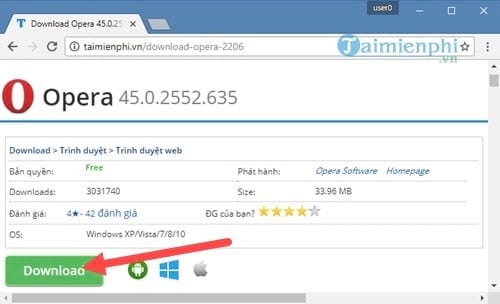 user0
Download Opera 45.0.25
taimienphi.vn/download-opera-2206
Taimienphi
.vn
Opera 45.0.2552.635
Download > Trình duyệt > Trình duyệt web
Bản quyền: Free Phát hành: Opera Software Homepage
Downloads: 3031740 Size: 33.96 MB
Đánh giá: 4★- 42 đánh giá ĐG của bạn?
OS: Windows XP/Vista/7/8/10
Download